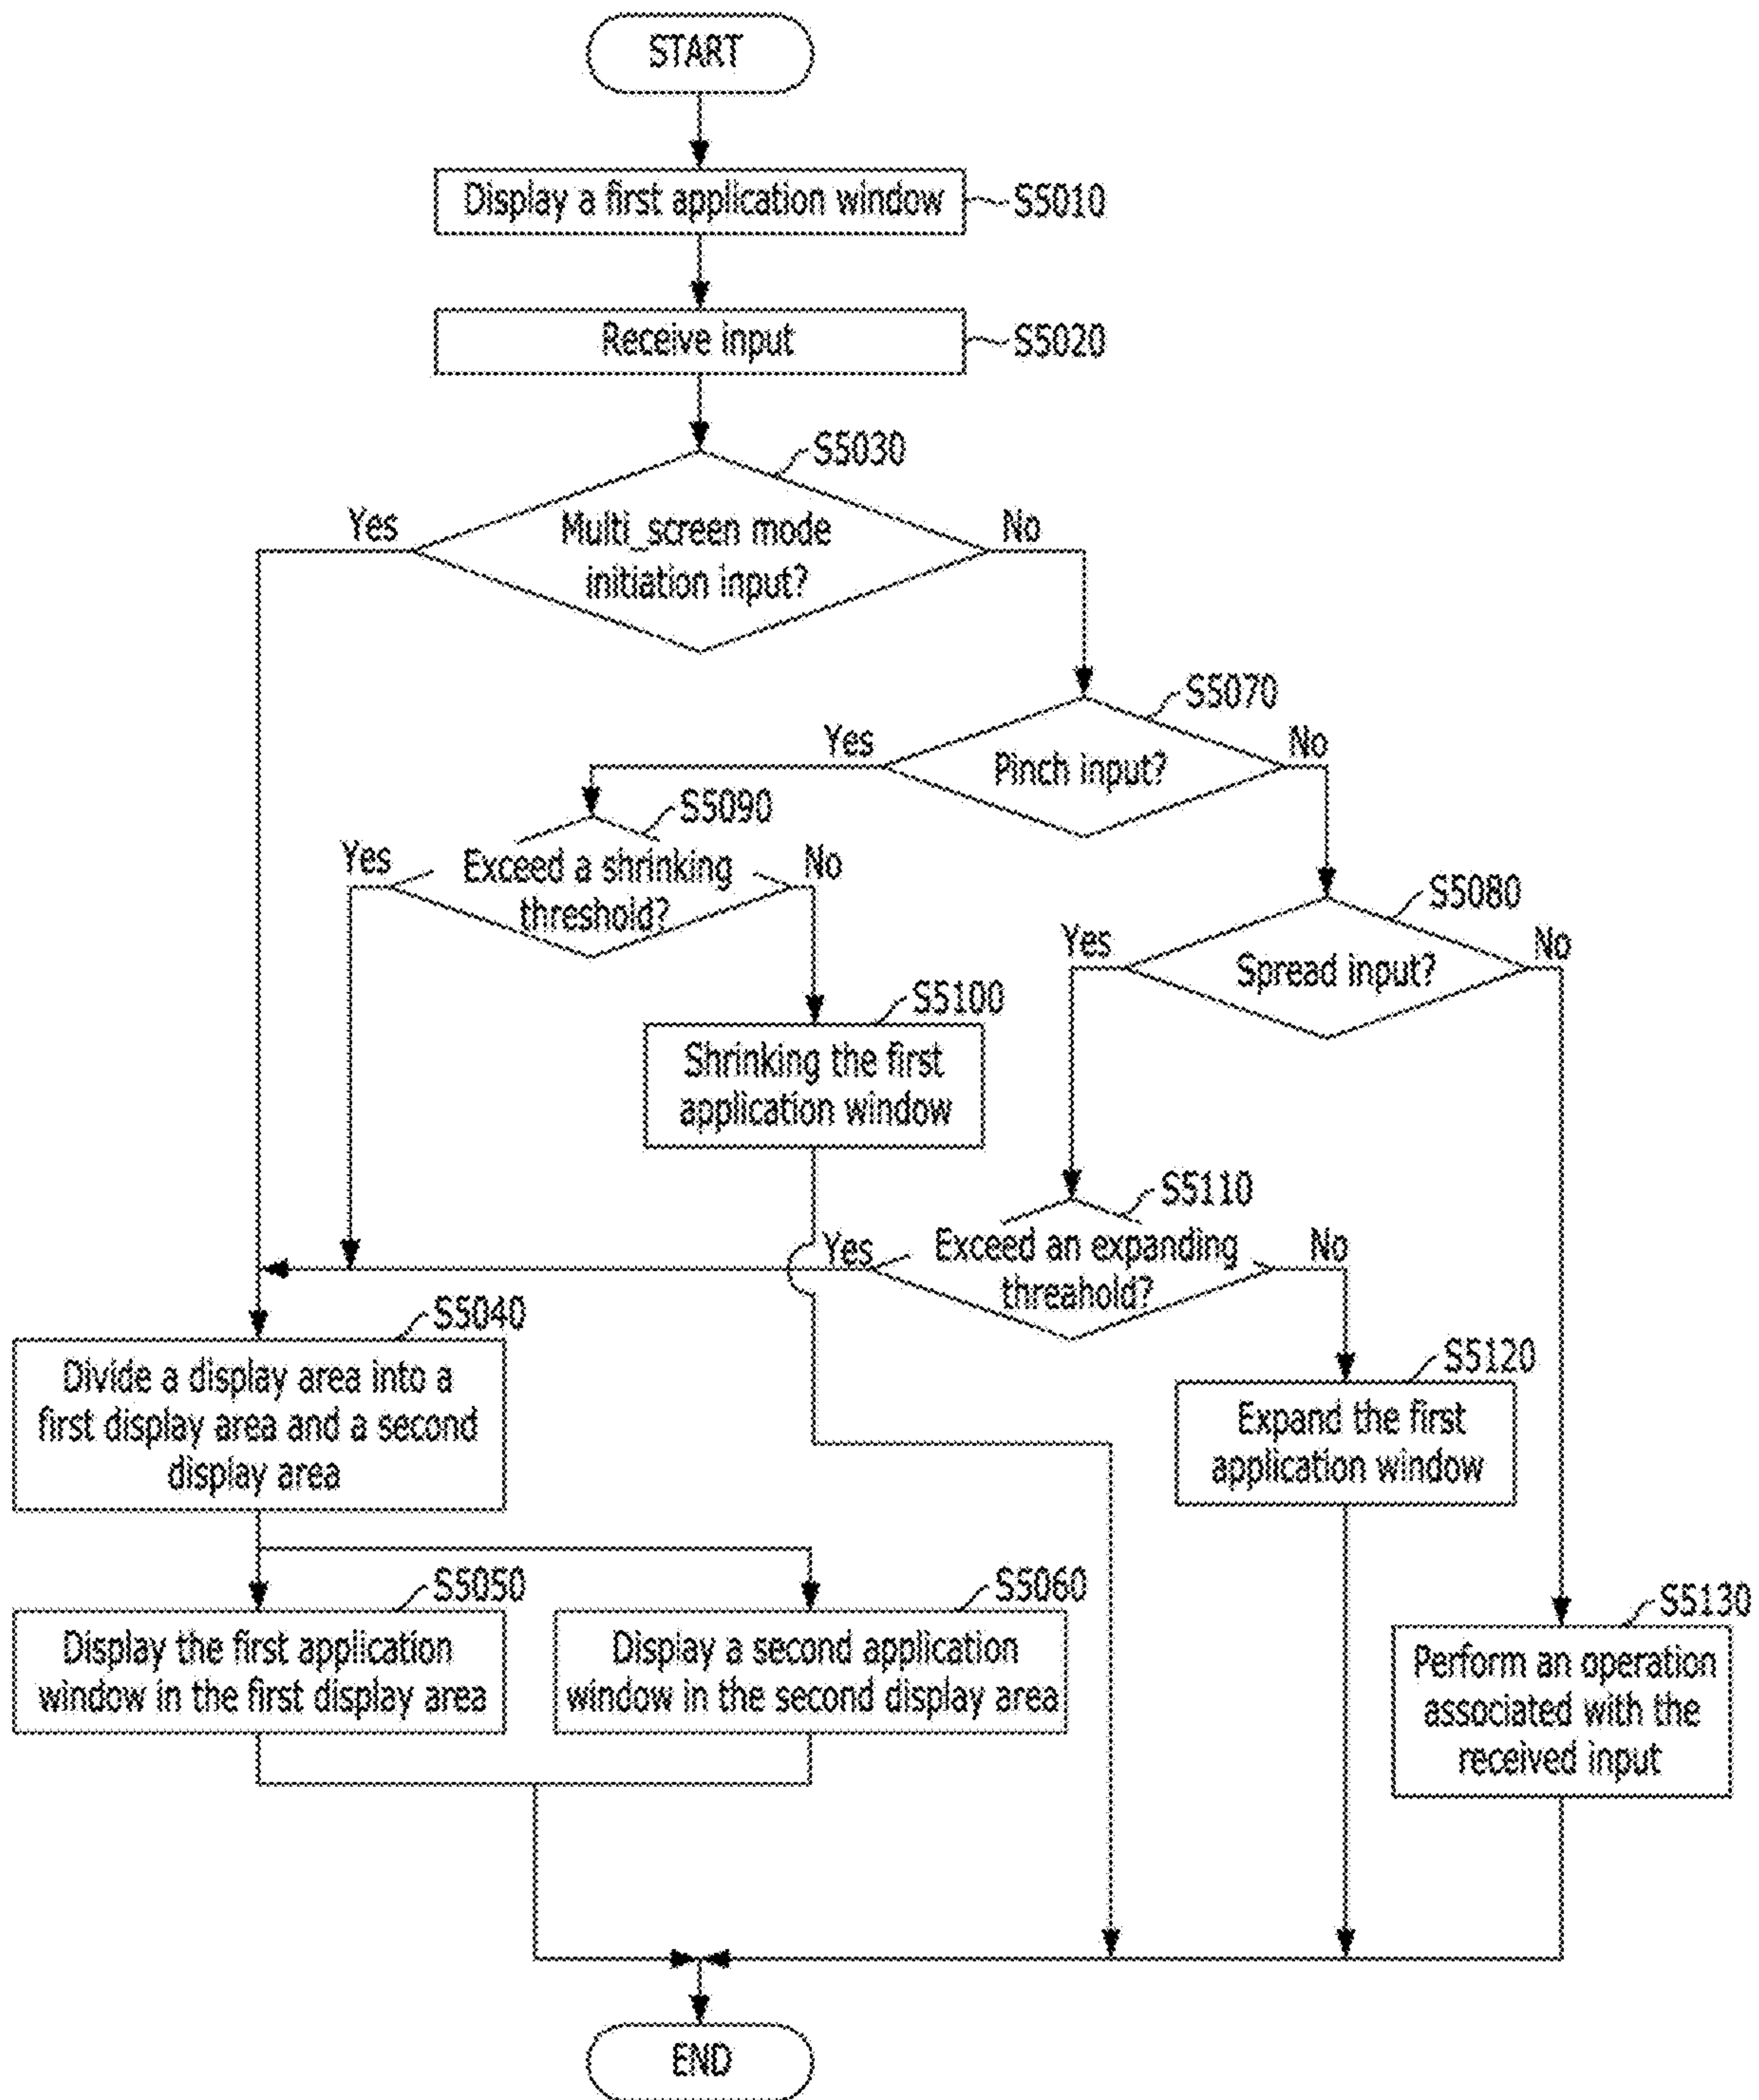 START
Display a first application window
S5010
Receive input
S5020
S5030
Yes
Multi_screen mode
initiation input?
No
S5070
Yes
Pinch input?
No
S5090
Yes
Exceed a shrinking
threshold?
No
S5080
Yes
Spread input?
No
S5100
Shrinking the first
application window
S5110
Yes
Exceed an expanding
threahold?
No
S5040
Divide a display area into a
first display area and a second
display area
S5120
Expand the first
application window
S5050
Display the first application
window in the first display area
S5060
Display a second application
window in the second display area
S5130
Perform an operation
associated with the
received input
END